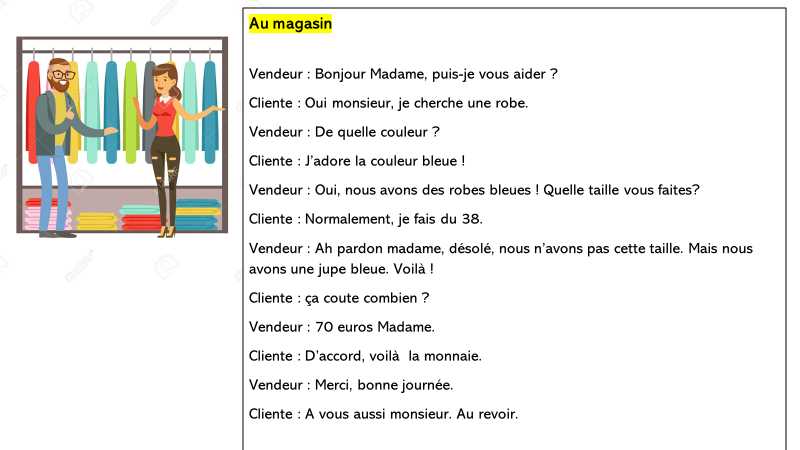 Au magasin
Vendeur : Bonjour Madame, puis-je vous aider ?
Cliente : Oui monsieur, je cherche une robe.
Vendeur : De quelle couleur ?
Cliente : J’adore la couleur bleue !
Vendeur : Oui, nous avons des robes bleues ! Quelle taille vous faites?
Cliente : Normalement, je fais du 38.
Vendeur : Ah pardon madame, désolé, nous n’avons pas cette taille. Mais nous
avons une jupe bleue. Voilà !
Cliente : ça coute combien ?
Vendeur : 70 euros Madame.
Cliente : D’accord, voilà  la monnaie.
Vendeur : Merci, bonne journée.
Cliente : A vous aussi monsieur. Au revoir.